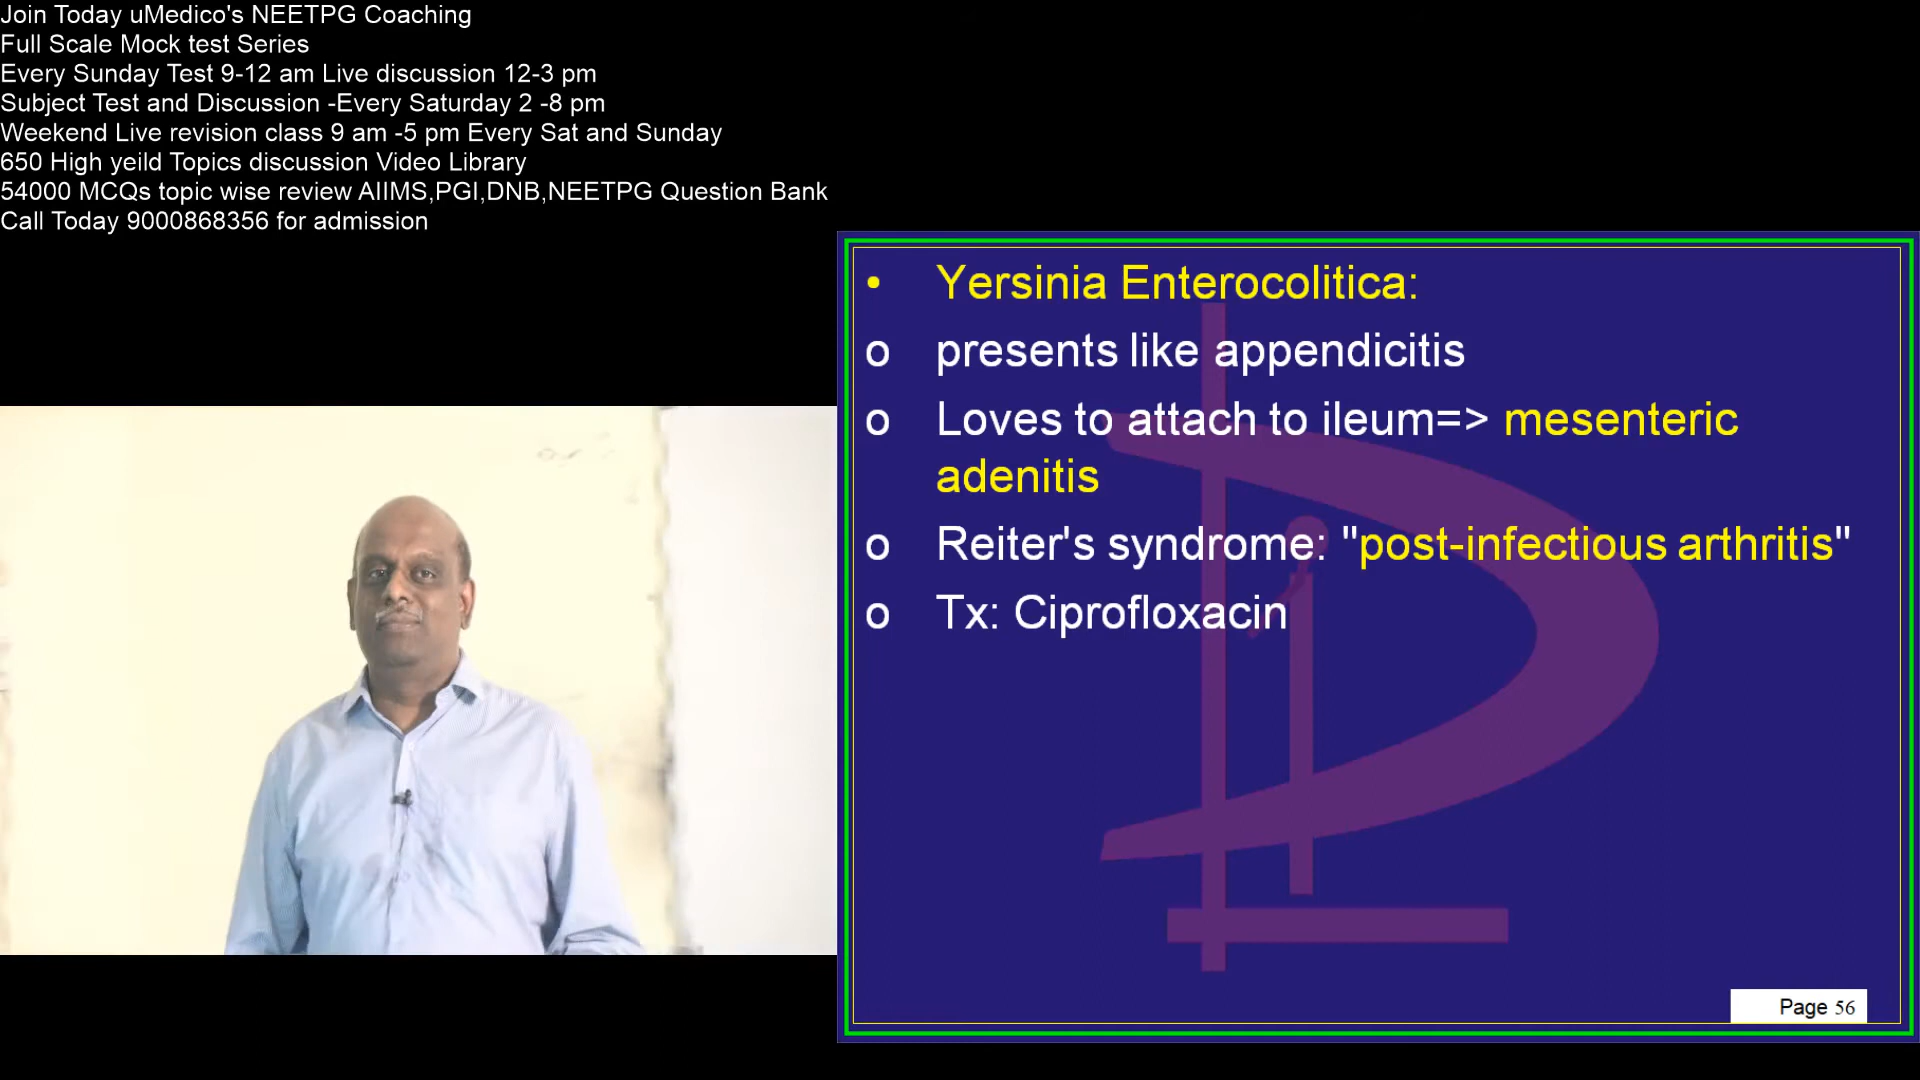 Join Today uMedico's NEETPG Coaching
Full Scale Mock test Series
Every Sunday Test 9-12 am Live discussion 12-3 pm
Subject Test and Discussion -Every Saturday 2 -8 pm
Weekend Live revision class 9 am -5 pm Every Sat and Sunday
650 High yeild Topics discussion Video Library
54000 MCQs topic wise review AIIMS,PGI,DNB,NEETPG Question Bank
Call Today 9000868356 for admission
• Yersinia Enterocolitica:
o presents like appendicitis
o Loves to attach to ileum=> mesenteric
adenitis
o Reiter's syndrome: "post-infectious arthritis"
o Tx: Ciprofloxacin
Page 56